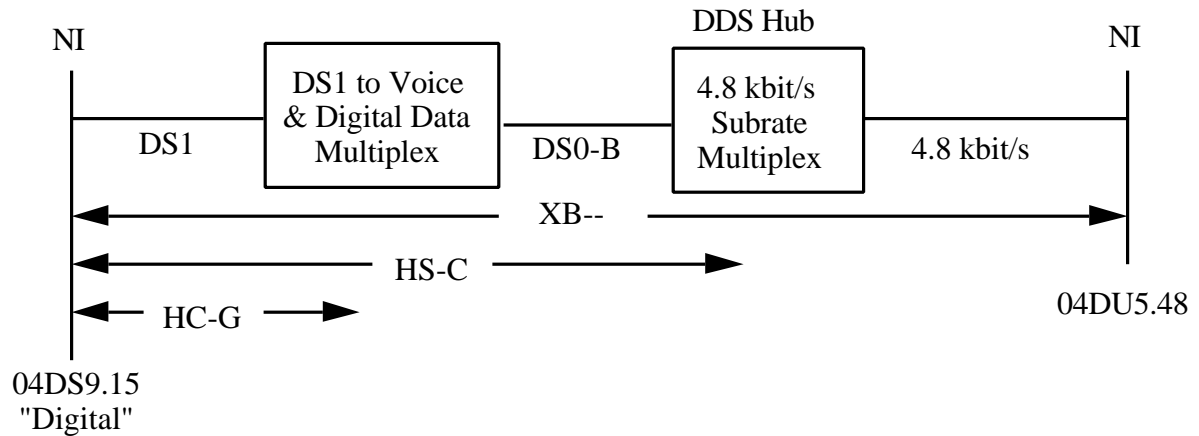 DDS Hub
NI
NI
DS1 to Voice
& Digital Data
Multiplex
4.8 kbit/s
Subrate
Multiplex
DS1
DS0-B
4.8 kbit/s
XB--
HS-C
HC-G
04DU5.48
04DS9.15
"Digital"